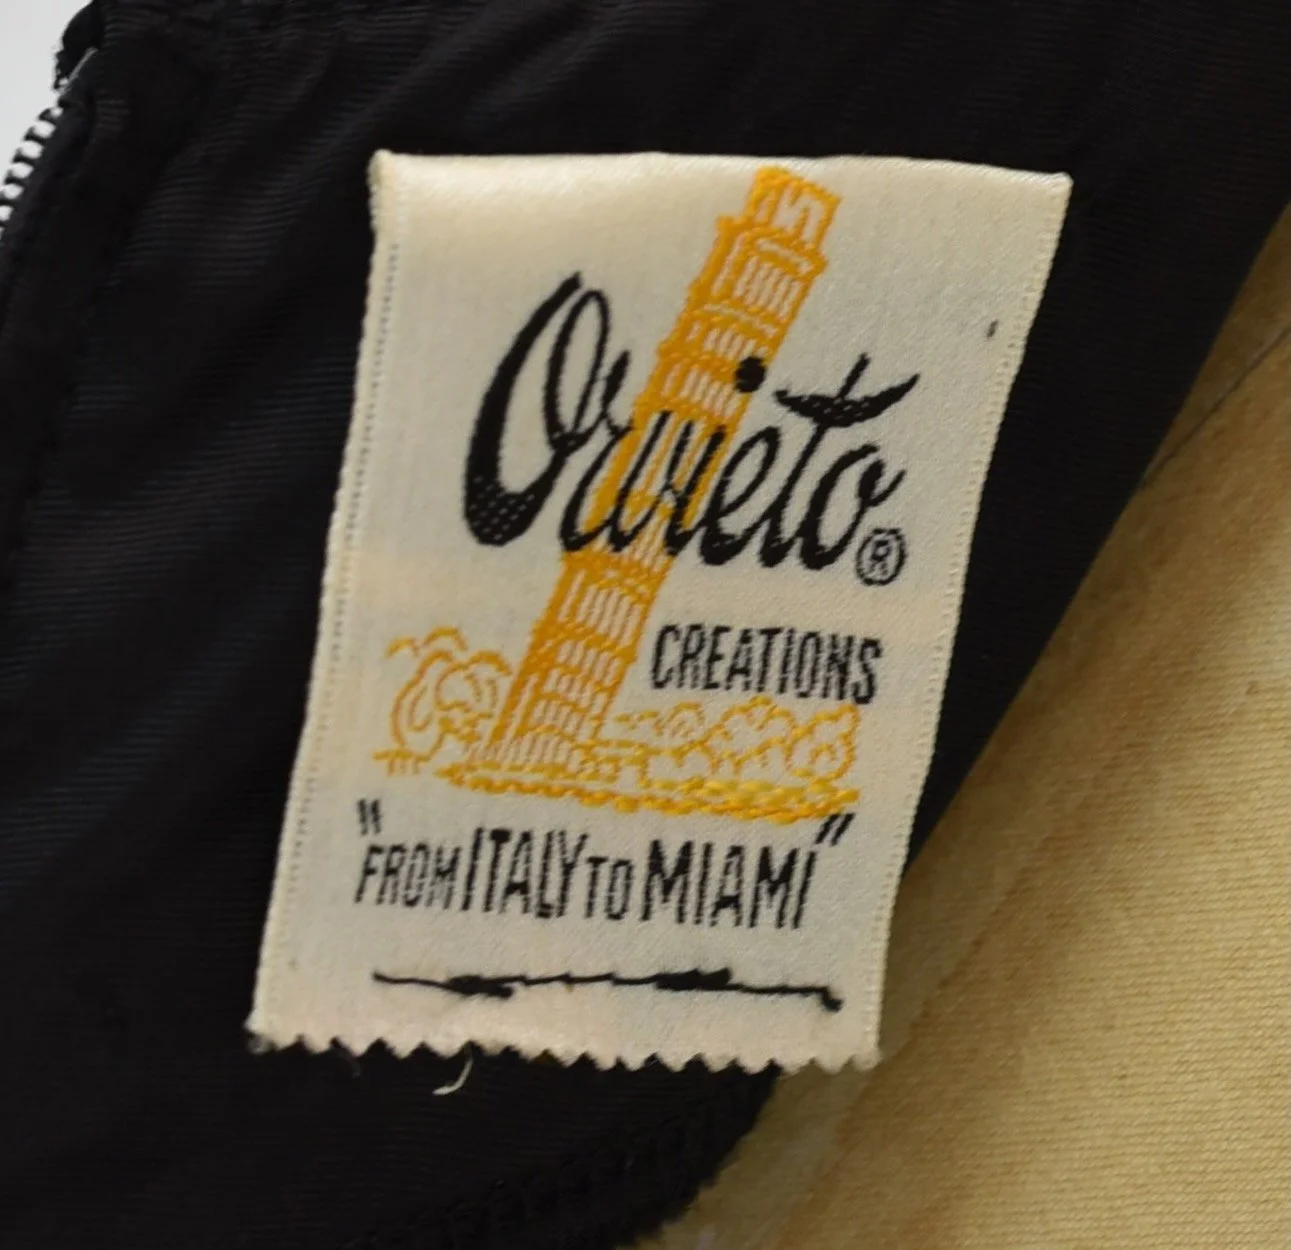 Orvieto®
CREATIONS
"FROM ITALY TO MIAMI"